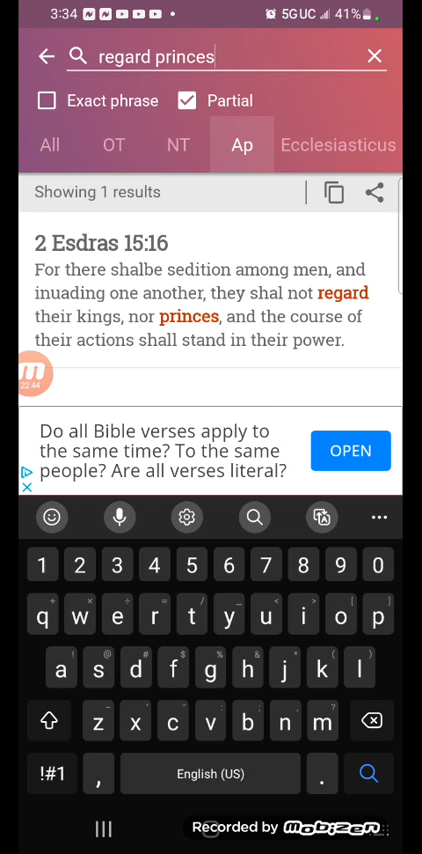 3:34 5GUC 41%
regard princes
Exact phrase Partial
All OT NT Ap Ecclesiasticus
Showing 1 results
2 Esdras 15:16
For there shalbe sedition among men, and
inuading one another, they shal not regard
their kings, nor princes, and the course of
their actions shall stand in their power.
22:44
Do all Bible verses apply to
the same time? To the same
people? Are all verses literal?
OPEN
1 2 3 4 5 6 7 8 9 0
q w e r t y u i o p
a s d f g h j k l
z x c v b n m
!#1 , English (US) .
Recorded by mobizen